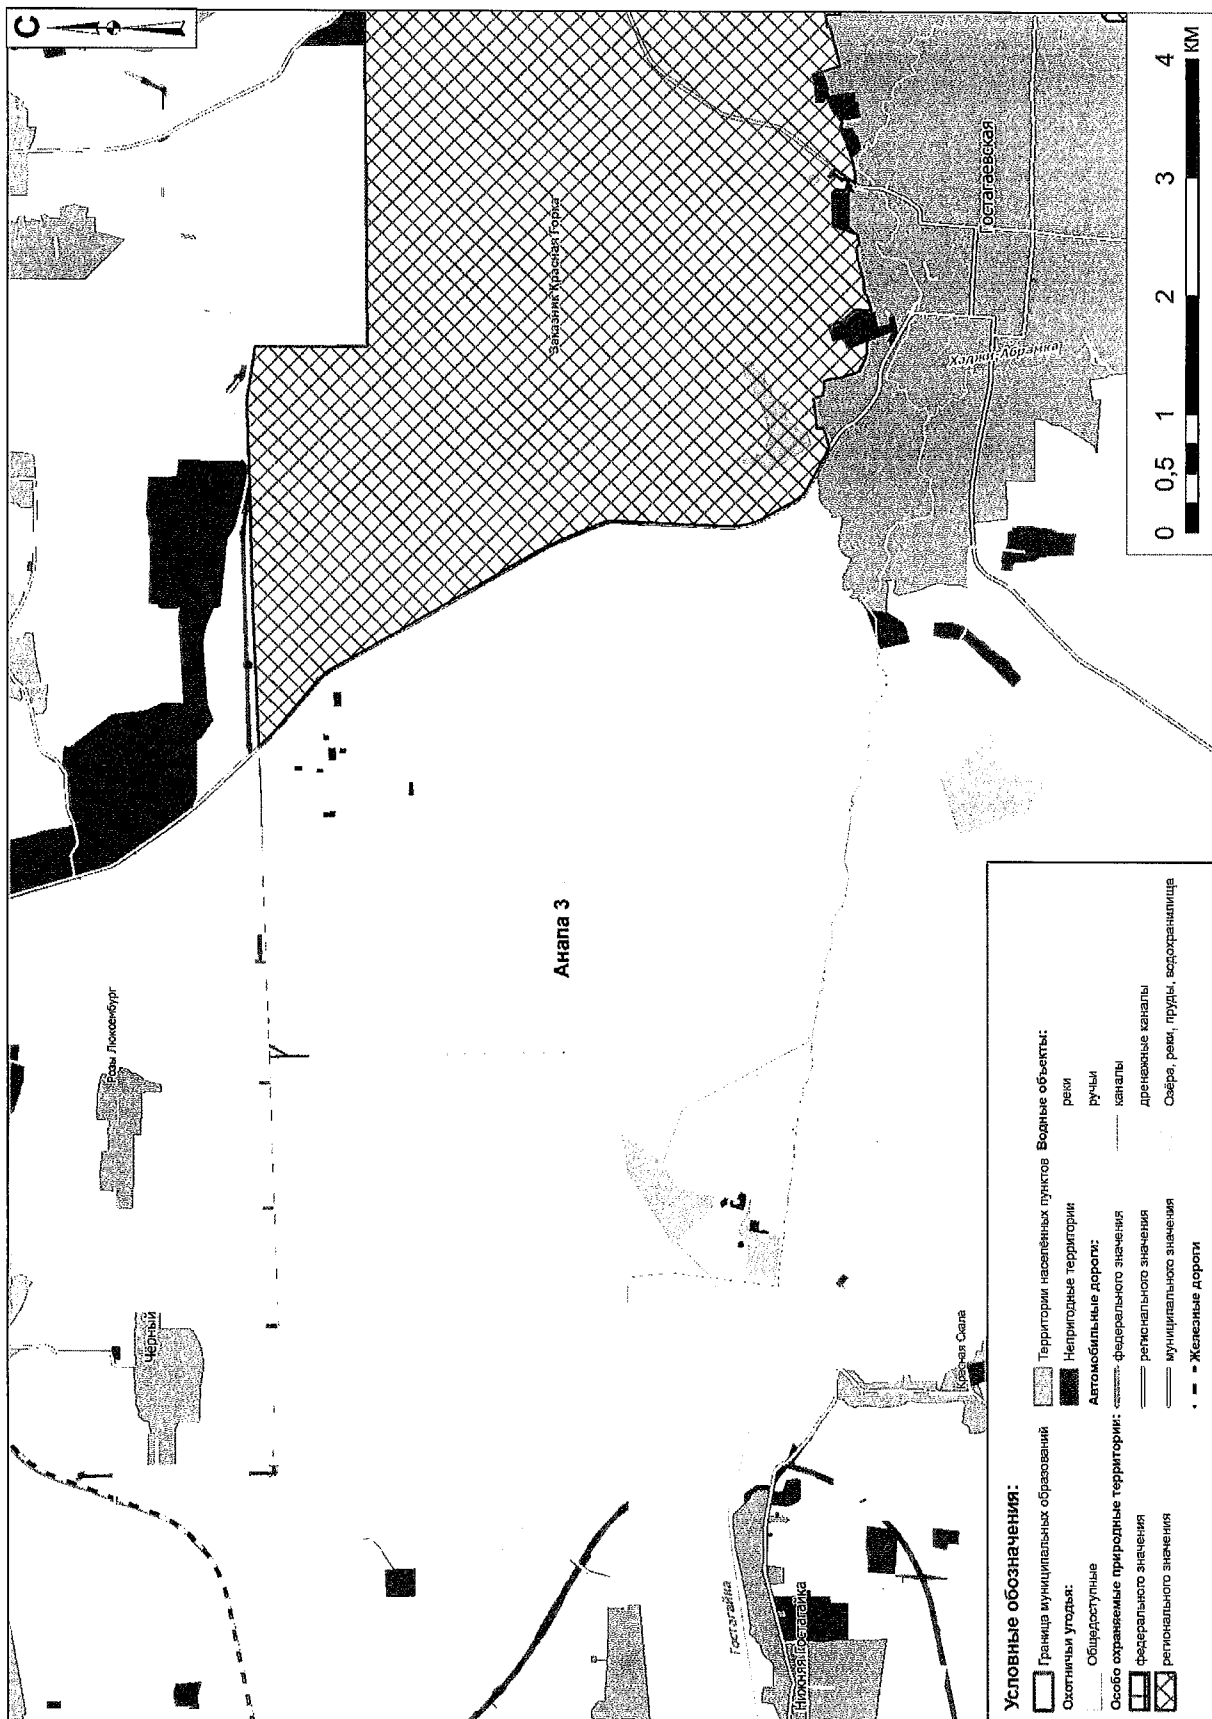 С
Заказник Красная Горка
Гостагаевская
Розы Люксембург
Чёрный
Анапа 3
Гостагайка
Нижняя Гостагайка
Красная Скала
0 0,5 1 2 3 4
КМ
Условные обозначения:
Граница муниципальных образований
Охотничьи угодья:
Общедоступные
Особо охраняемые природные территории:
федерального значения
регионального значения
Территории населённых пунктов
Непригодные территории
Автомобильные дороги:
федерального значения
регионального значения
муниципального значения
Железные дороги
Водные объекты:
реки
ручьи
каналы
дренажные каналы
Озёра, реки, пруды, водохранилища